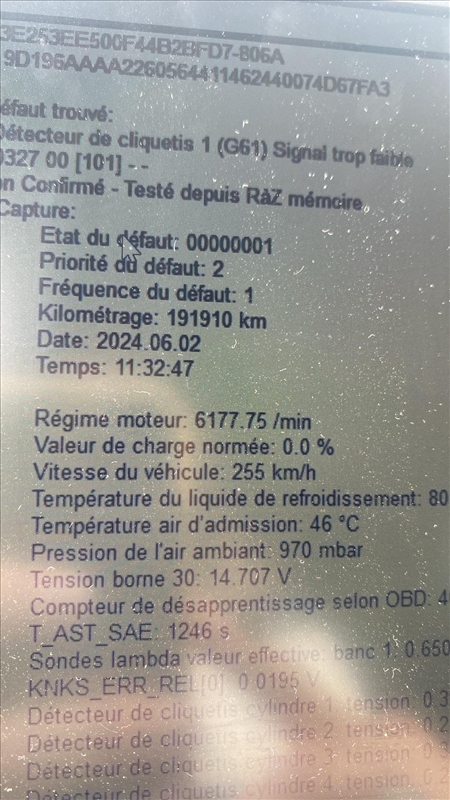 3E253EE500F44B2BFD7-806A
9D196AAAA2260564411462440074D67FA3
éfaut trouvé:
Détecteur de cliquetis 1 (G61) Signal trop faible
0327 00 [101] - -
on Confirmé - Testé depuis RàZ mémoire
Capture:
Etat du défaut: 00000001
Priorité du défaut: 2
Fréquence du défaut: 1
Kilométrage: 191910 km
Date: 2024.06.02
Temps: 11:32:47
Régime moteur: 6177.75 /min
Valeur de charge normée: 0.0 %
Vitesse du véhicule: 255 km/h
Température du liquide de refroidissement: 80
Température air d'admission: 46 °C
Pression de l'air ambiant: 970 mbar
Tension borne 30: 14.707 V
Compteur de désapprentissage selon OBD: 4
T_AST_SAE: 1246 s
Sondes lambda valeur effective: banc 1: 0.650
KNKS_ERR_REL[0]: 0.0195 V
Détecteur de cliquetis cylindre 1: tension: 0.3
Détecteur de cliquetis cylindre 2: tension: 0.2
Détecteur de cliquetis cylindre 3: tension: 0.3
Détecteur de cliquetis cylindre 4: tension: 0.2